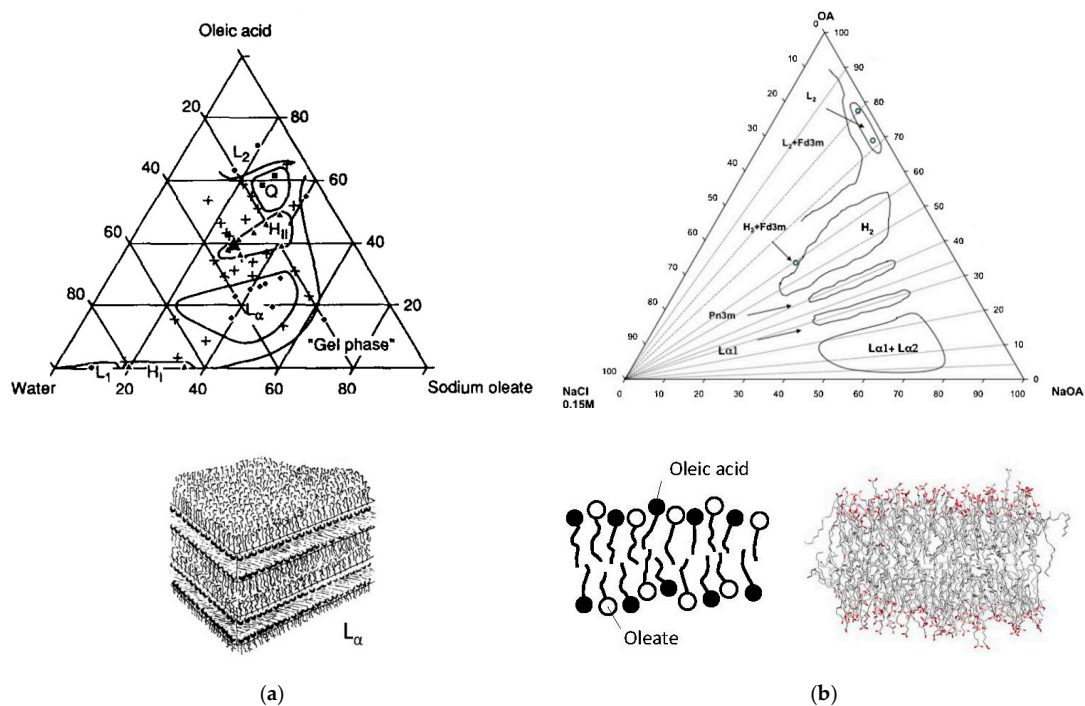 Oleic acid
20 80
L₂
40 Q 60
H_II
60 40
80 Lα 20
"Gel phase"
L₁ H_I
Water 20 40 60 80 Sodium oleate
OA
0 100
10 90
20 L₂ 80
30 70
L₂+Fd3m
40 60
50 50
H₂+Fd3m H₂
60 40
70 30
Pn3m
80 20
Lα1 Lα1+ Lα2
90 10
100 0
NaCl 0 10 20 30 40 50 60 70 80 90 100 NaOA
0.15M
Lα
Oleic acid
Oleate
(a) (b)